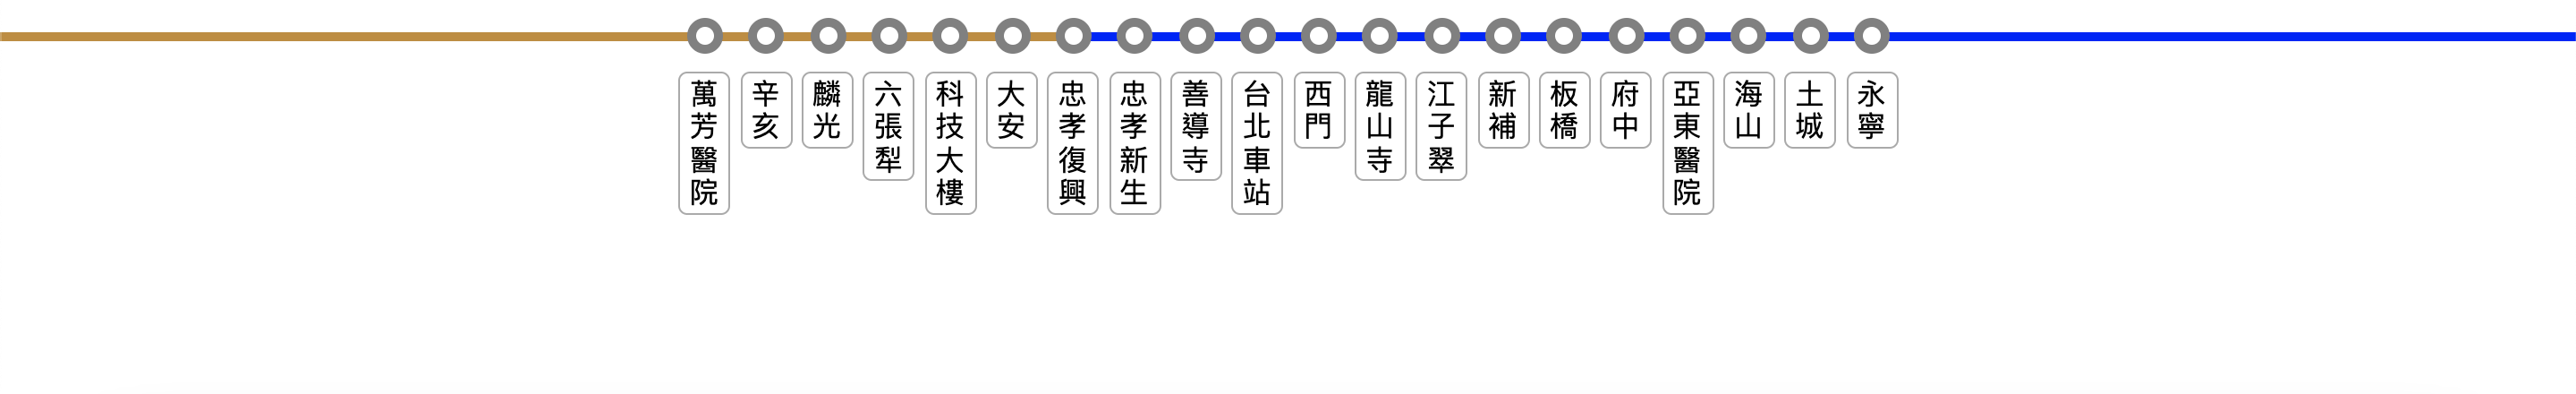 萬芳醫院
辛亥
麟光
六張犁
科技大樓
大安
忠孝復興
忠孝新生
善導寺
台北車站
西門
龍山寺
江子翠
新補
板橋
府中
亞東醫院
海山
土城
永寧